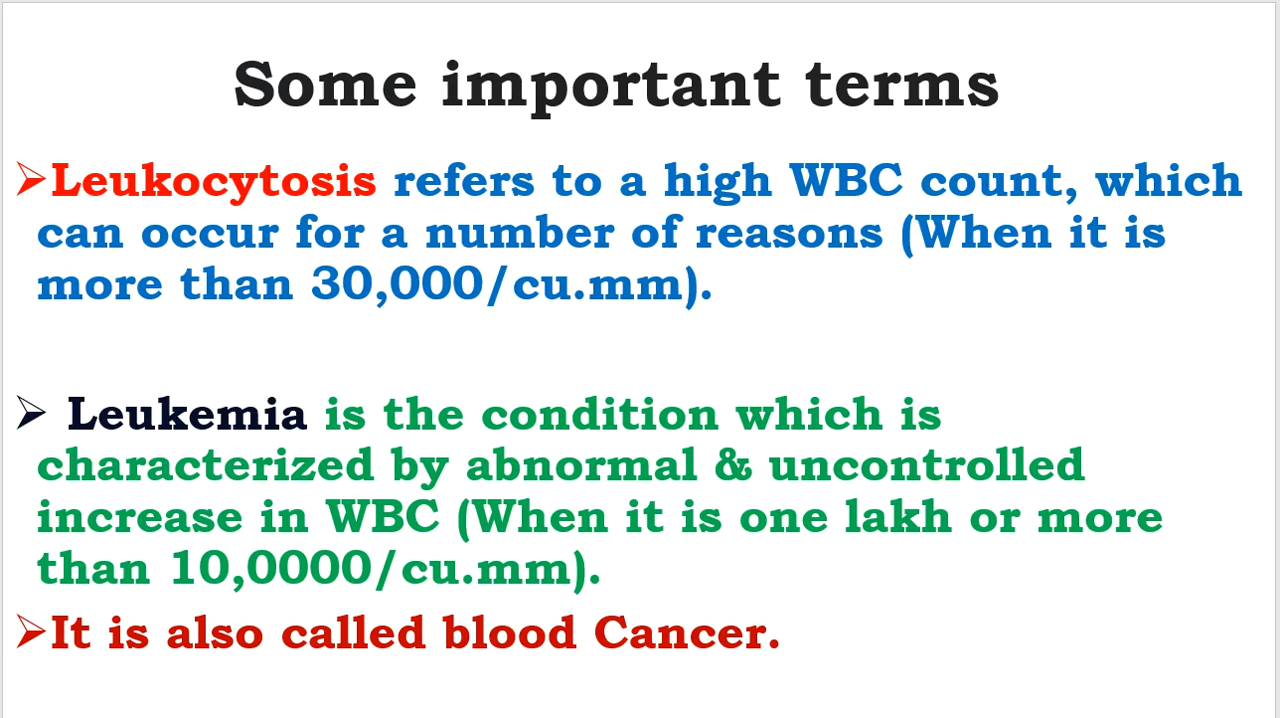 Some important terms
➢Leukocytosis refers to a high WBC count, which
can occur for a number of reasons (When it is
more than 30,000/cu.mm).
➢ Leukemia is the condition which is
characterized by abnormal & uncontrolled
increase in WBC (When it is one lakh or more
than 10,0000/cu.mm).
➢It is also called blood Cancer.